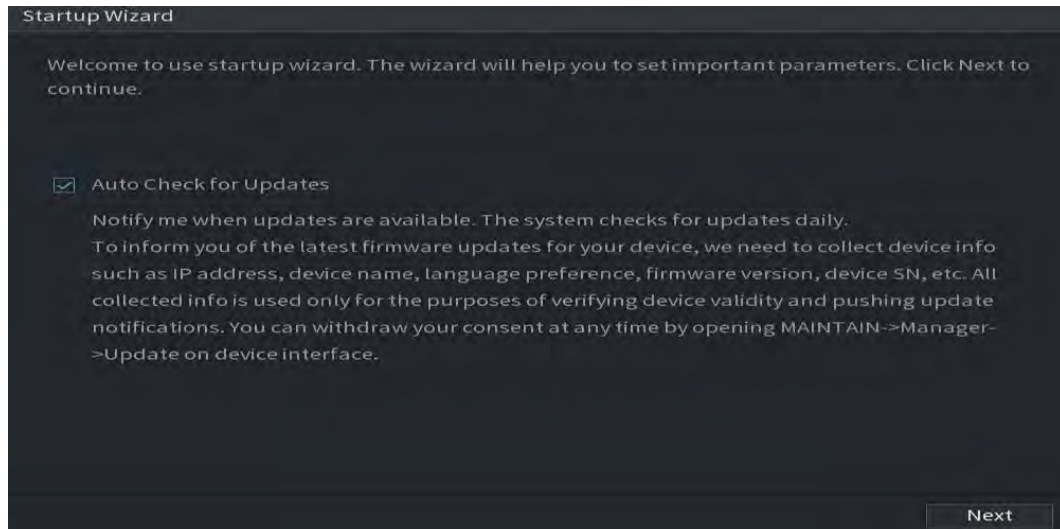 Startup Wizard
Welcome to use startup wizard. The wizard will help you to set important parameters. Click Next to
continue.
Auto Check for Updates
Notify me when updates are available. The system checks for updates daily.
To inform you of the latest firmware updates for your device, we need to collect device info
such as IP address, device name, language preference, firmware version, device SN, etc. All
collected info is used only for the purposes of verifying device validity and pushing update
notifications. You can withdraw your consent at any time by opening MAINTAIN->Manager-
>Update on device interface.
Next